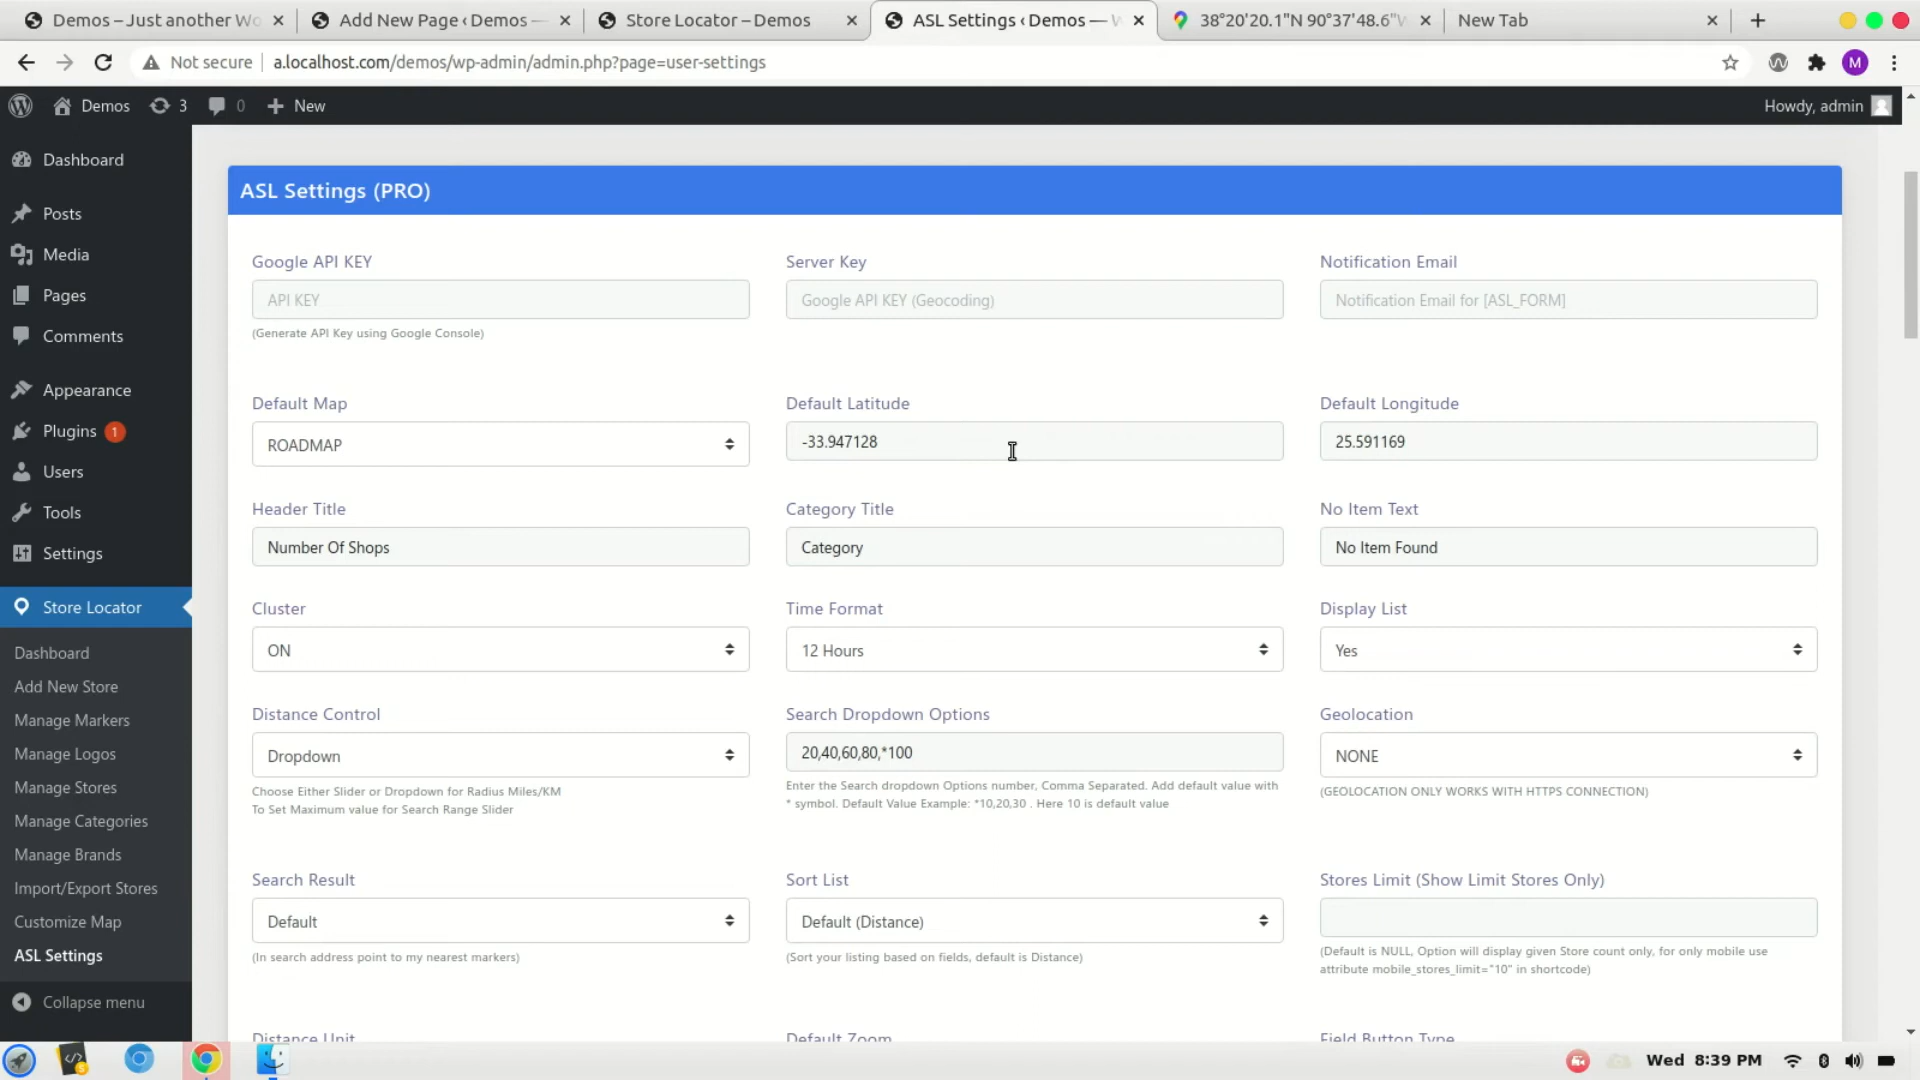 Demos – Just another Wo
Add New Page ‹ Demos —
Store Locator – Demos
ASL Settings ‹ Demos — W
38°20'20.1"N 90°37'48.6"W
New Tab
Not secure
a.localhost.com/demos/wp-admin/admin.php?page=user-settings
M
Demos
3
0
New
Howdy, admin
Dashboard
Posts
Media
Pages
Comments
Appearance
Plugins 1
Users
Tools
Settings
Store Locator
Dashboard
Add New Store
Manage Markers
Manage Logos
Manage Stores
Manage Categories
Manage Brands
Import/Export Stores
Customize Map
ASL Settings
Collapse menu
ASL Settings (PRO)
Google API KEY
API KEY
(Generate API Key using Google Console)
Server Key
Google API KEY (Geocoding)
Notification Email
Notification Email for [ASL_FORM]
Default Map
ROADMAP
Default Latitude
-33.947128
Default Longitude
25.591169
Header Title
Number Of Shops
Category Title
Category
No Item Text
No Item Found
Cluster
ON
Time Format
12 Hours
Display List
Yes
Distance Control
Dropdown
Choose Either Slider or Dropdown for Radius Miles/KM
To Set Maximum value for Search Range Slider
Search Dropdown Options
20,40,60,80,*100
Enter the Search dropdown Options number, Comma Separated. Add default value with
* symbol. Default Value Example: *10,20,30 . Here 10 is default value
Geolocation
NONE
(GEOLOCATION ONLY WORKS WITH HTTPS CONNECTION)
Search Result
Default
(In search address point to my nearest markers)
Sort List
Default (Distance)
(Sort your listing based on fields, default is Distance)
Stores Limit (Show Limit Stores Only)
(Default is NULL, Option will display given Store count only, for only mobile use
attribute mobile_stores_limit="10" in shortcode)
Distance Unit
Default Zoom
Field Button Type
Wed 8:39 PM